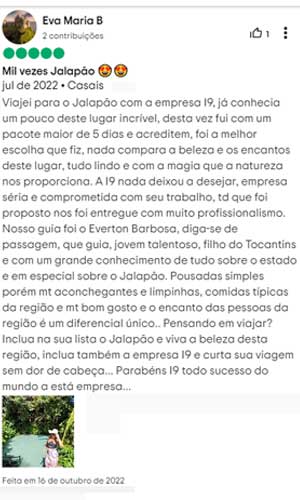 Eva Maria B
2 contribuições
1
Mil vezes Jalapão 🤩🤩
jul de 2022 • Casais
Viajei para o Jalapão com a empresa I9, já conhecia
um pouco deste lugar incrível, desta vez fui com um
pacote maior de 5 dias e acreditem, foi a melhor
escolha que fiz, nada compara a beleza e os encantos
deste lugar, tudo lindo e com a magia que a natureza
nos proporciona. A I9 nada deixou a desejar, empresa
séria e comprometida com seu trabalho, td que foi
proposto nos foi entregue com muito profissionalismo.
Nosso guia foi o Everton Barbosa, diga-se de
passagem, que guia, jovem talentoso, filho do Tocantins
e com um grande conhecimento de tudo sobre o estado
e em especial sobre o Jalapão. Pousadas simples
porém mt aconchegantes e limpinhas, comidas típicas
da região e mt bom gosto e o encanto das pessoas da
região é um diferencial único.. Pensando em viajar?
Inclua na sua lista o Jalapão e viva a beleza desta
região, inclua também a empresa I9 e curta sua viagem
sem dor de cabeça... Parabéns I9 todo sucesso do
mundo a está empresa...
Feita em 16 de outubro de 2022